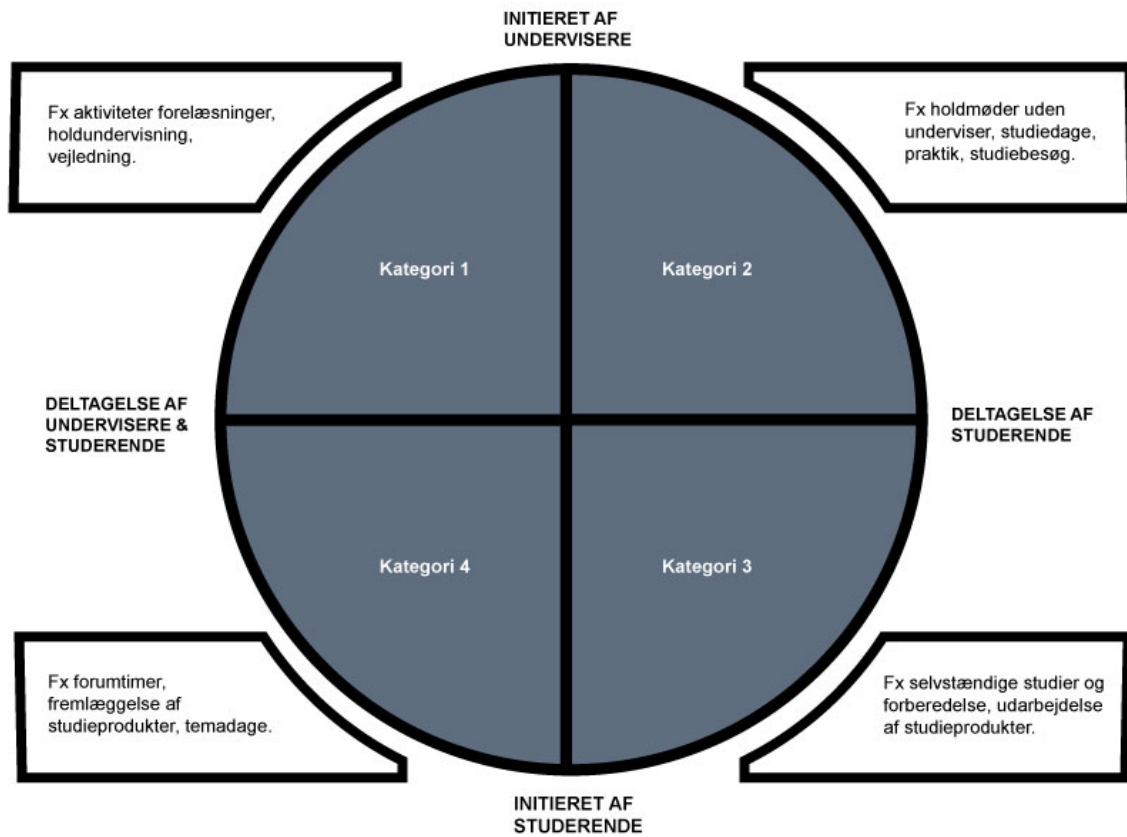 INITIERET AF
UNDERVISERE
Fx aktiviteter forelæsninger,
holdundervisning,
vejledning.
Fx holdmøder uden
underviser, studiedage,
praktik, studiebesøg.
Kategori 1
Kategori 2
DELTAGELSE AF
UNDERVISERE &
STUDERENDE
DELTAGELSE AF
STUDERENDE
Kategori 4
Kategori 3
Fx forumtimer,
fremlæggelse af
studieprodukter, temadage.
Fx selvstændige studier og
forberedelse, udarbejdelse
af studieprodukter.
INITIERET AF
STUDERENDE